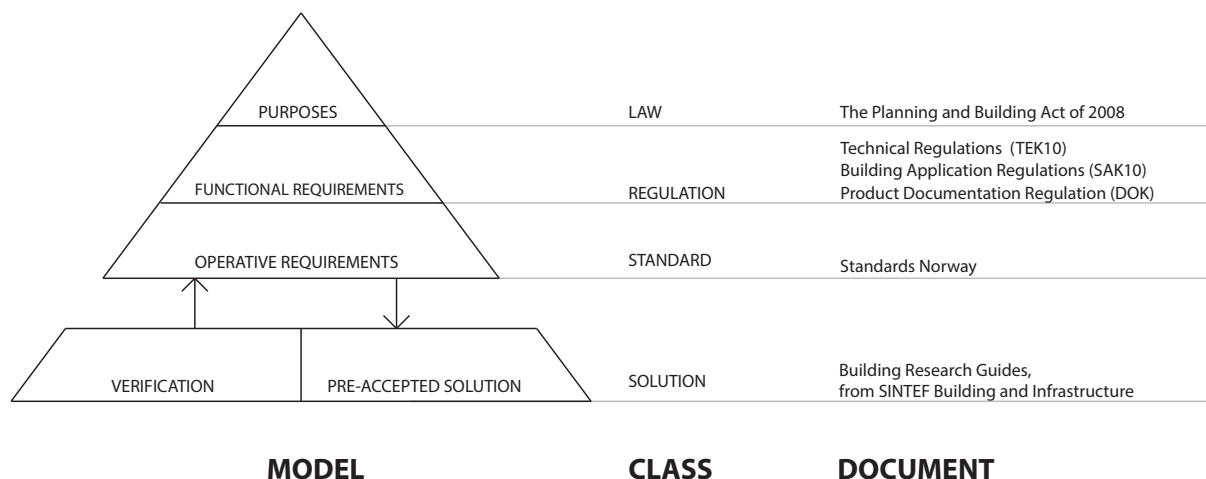 PURPOSES
LAW
The Planning and Building Act of 2008
Technical Regulations (TEK10)
Building Application Regulations (SAK10)
FUNCTIONAL REQUIREMENTS
REGULATION
Product Documentation Regulation (DOK)
OPERATIVE REQUIREMENTS
STANDARD
Standards Norway
VERIFICATION
PRE-ACCEPTED SOLUTION
SOLUTION
Building Research Guides,
from SINTEF Building and Infrastructure
MODEL
CLASS
DOCUMENT